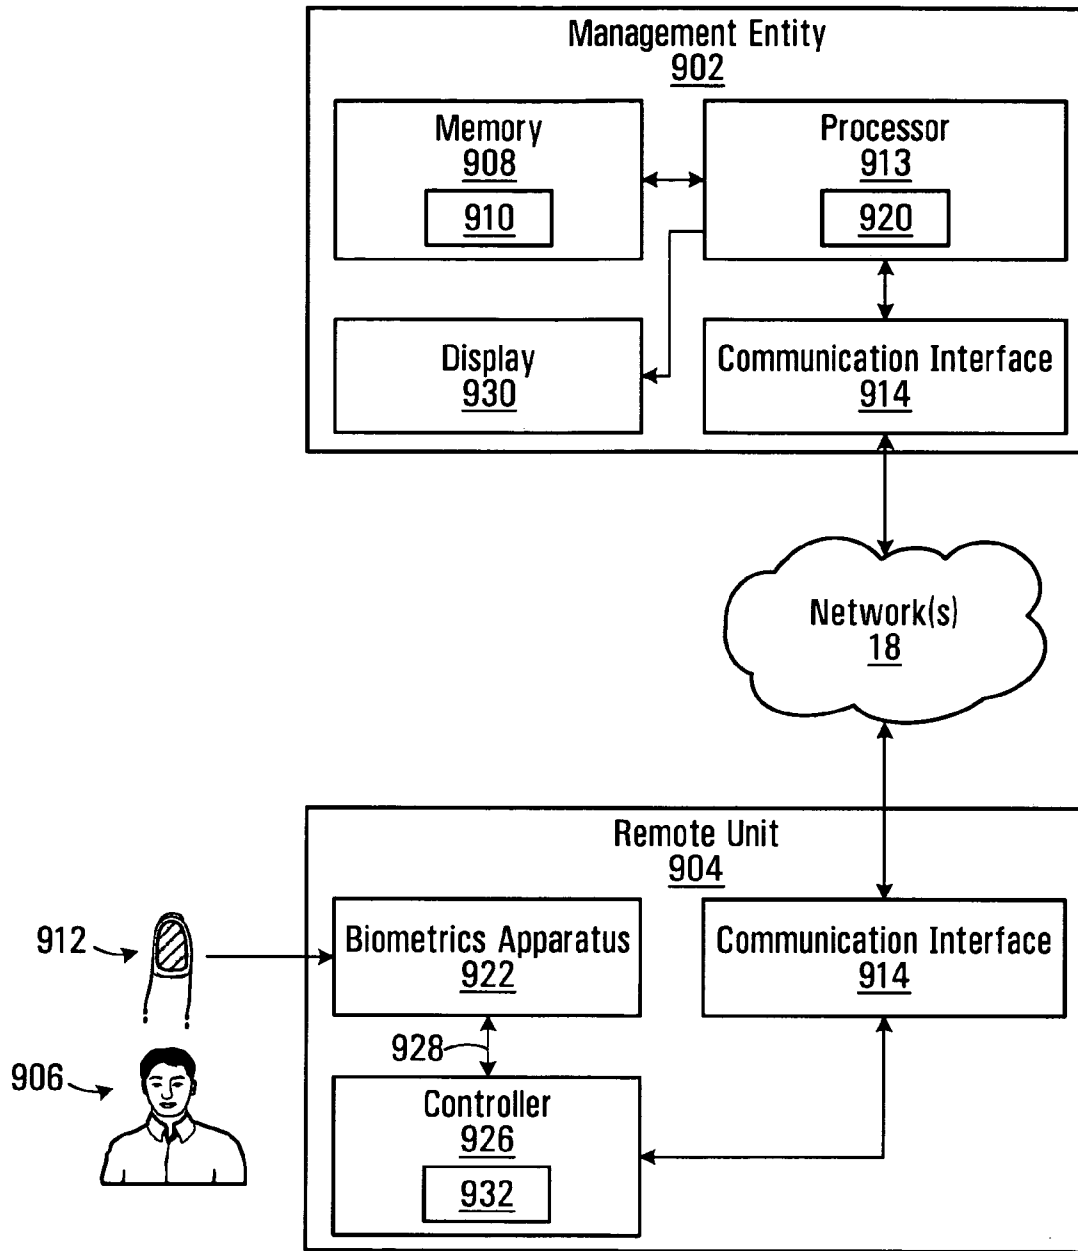 Management Entity
902
Memory
908
910
Processor
913
920
Display
930
Communication Interface
914
Network(s)
18
Remote Unit
904
912
Biometrics Apparatus
922
Communication Interface
914
928
906
Controller
926
932